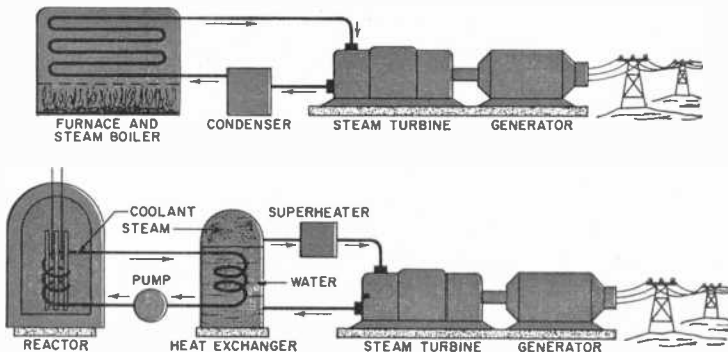 FURNACE AND
STEAM BOILER
CONDENSER
STEAM TURBINE
GENERATOR
COOLANT
STEAM
SUPERHEATER
PUMP
WATER
REACTOR
HEAT EXCHANGER
STEAM TURBINE
GENERATOR